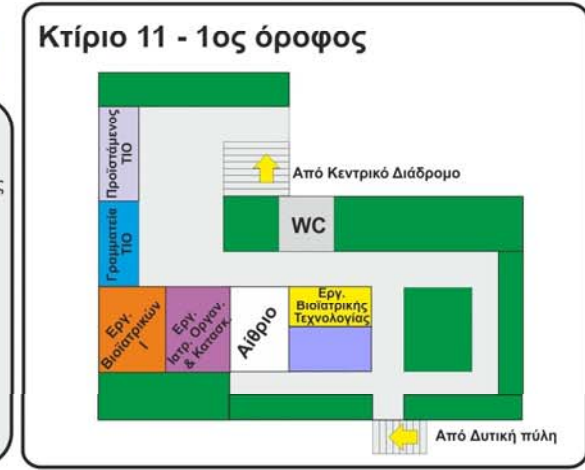 Κτίριο 11 - 1ος όροφος
Προϊστάμενος
ΤΙΟ
Από Κεντρικό Διάδρομο
Γραμματεία
ΤΙΟ
WC
Εργ.
Βιοϊατρικών
Ι
Εργ.
Ιατρ. Οργαν.
& Κατασκ.
Αίθριο
Εργ.
Βιοϊατρικής
Τεχνολογίας
Από Δυτική πύλη